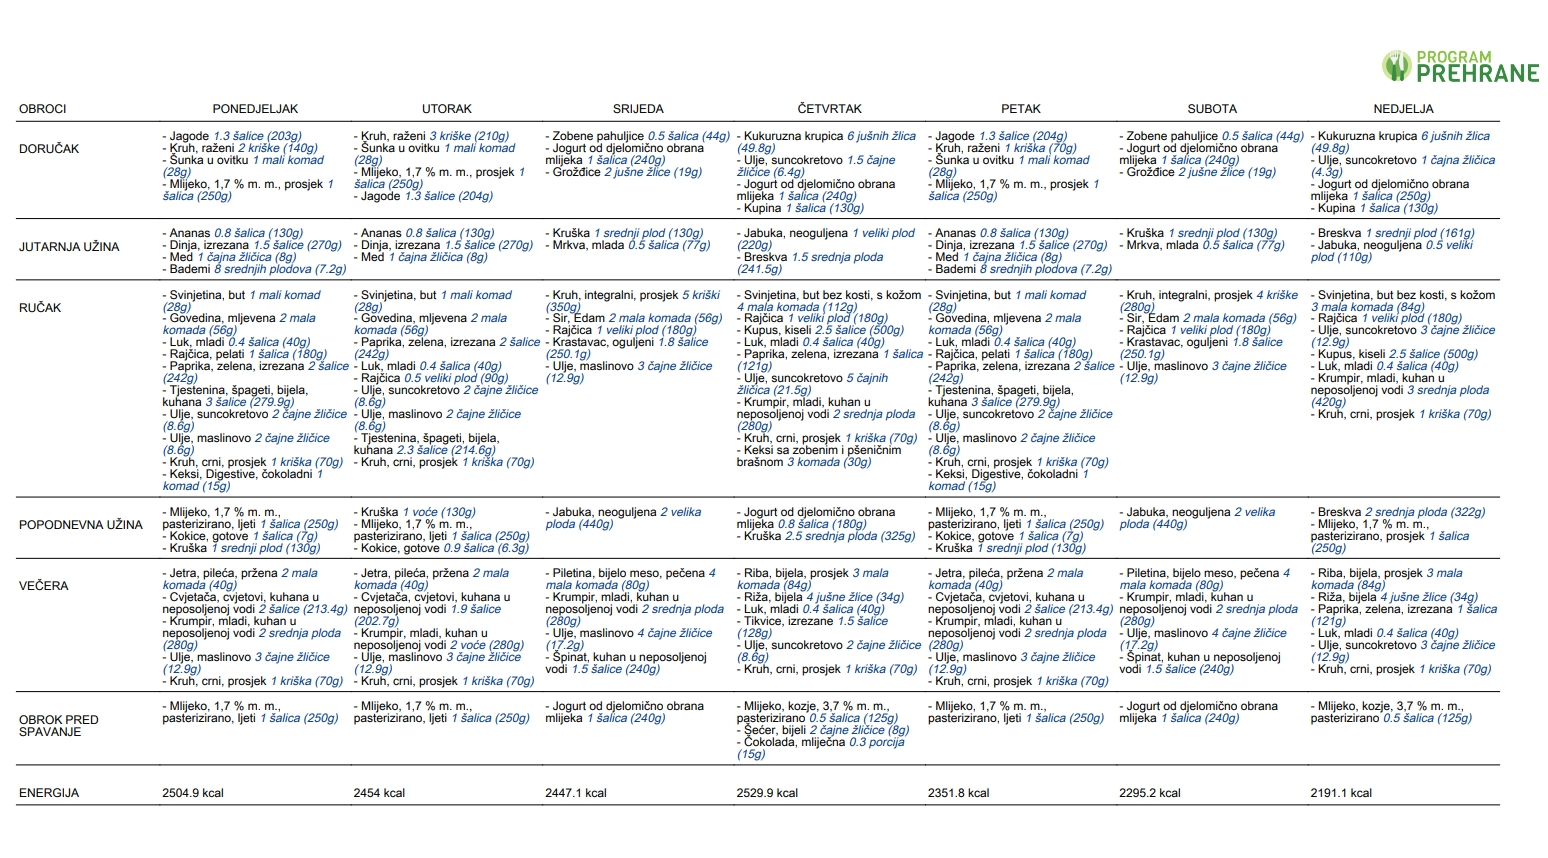 PROGRAM
PREHRANE
OBROCI
PONEDJELJAK
UTORAK
SRIJEDA
ČETVRTAK
PETAK
SUBOTA
NEDJELJA
DORUČAK
- Jagode 1.3 šalice (203g)
- Kruh, raženi 2 kriške (140g)
- Šunka u ovitku 1 mali komad
(28g)
- Mlijeko, 1,7 % m. m., prosjek 1
šalica (250g)
- Kruh, raženi 3 kriške (210g)
- Šunka u ovitku 1 mali komad
(28g)
- Mlijeko, 1,7 % m. m., prosjek 1
šalica (250g)
- Jagode 1.3 šalice (204g)
- Zobene pahuljice 0.5 šalica (44g)
- Jogurt od djelomično obrana
mlijeka 1 šalica (240g)
- Grožđice 2 jušne žlice (19g)
- Kukuruzna krupica 6 jušnih žlica
(49.8g)
- Ulje, suncokretovo 1.5 čajne
žličice (6.4g)
- Jogurt od djelomično obrana
mlijeka 1 šalica (240g)
- Kupina 1 šalica (130g)
- Jagode 1.3 šalice (204g)
- Kruh, raženi 1 kriška (70g)
- Šunka u ovitku 1 mali komad
(28g)
- Mlijeko, 1,7 % m. m., prosjek 1
šalica (250g)
- Zobene pahuljice 0.5 šalica (44g)
- Jogurt od djelomično obrana
mlijeka 1 šalica (240g)
- Grožđice 2 jušne žlice (19g)
- Kukuruzna krupica 6 jušnih žlica
(49.8g)
- Ulje, suncokretovo 1 čajna žličica
(4.3g)
- Jogurt od djelomično obrana
mlijeka 1 šalica (250g)
- Kupina 1 šalica (130g)
JUTARNJA UŽINA
- Ananas 0.8 šalica (130g)
- Dinja, izrezana 1.5 šalice (270g)
- Med 1 čajna žličica (8g)
- Bademi 8 srednjih plodova (7.2g)
- Ananas 0.8 šalica (130g)
- Dinja, izrezana 1.5 šalice (270g)
- Med 1 čajna žličica (8g)
- Kruška 1 srednji plod (130g)
- Mrkva, mlada 0.5 šalica (77g)
- Jabuka, neoguljena 1 veliki plod
(220g)
- Breskva 1.5 srednja ploda
(241.5g)
- Ananas 0.8 šalica (130g)
- Dinja, izrezana 1.5 šalice (270g)
- Med 1 čajna žličica (8g)
- Bademi 8 srednjih plodova (7.2g)
- Kruška 1 srednji plod (130g)
- Mrkva, mlada 0.5 šalica (77g)
- Breskva 1 srednji plod (161g)
- Jabuka, neoguljena 0.5 veliki
plod (110g)
RUČAK
- Svinjetina, but 1 mali komad
(28g)
- Govedina, mljevena 2 mala
komada (56g)
- Luk, mladi 0.4 šalica (40g)
- Rajčica, pelati 1 šalica (180g)
- Paprika, zelena, izrezana 2 šalice
(242g)
- Tjestenina, špageti, bijela,
kuhana 3 šalice (279.9g)
- Ulje, suncokretovo 2 čajne žličice
(8.6g)
- Ulje, maslinovo 2 čajne žličice
(8.6g)
- Kruh, crni, prosjek 1 kriška (70g)
- Keksi, Digestive, čokoladni 1
komad (15g)
- Svinjetina, but 1 mali komad
(28g)
- Govedina, mljevena 2 mala
komada (56g)
- Paprika, zelena, izrezana 2 šalice
(242g)
- Luk, mladi 0.4 šalica (40g)
- Rajčica 0.5 veliki plod (90g)
- Ulje, suncokretovo 2 čajne žličice
(8.6g)
- Ulje, maslinovo 2 čajne žličice
(8.6g)
- Tjestenina, špageti, bijela,
kuhana 2.3 šalice (214.6g)
- Kruh, crni, prosjek 1 kriška (70g)
- Kruh, integralni, prosjek 5 kriški
(350g)
- Sir, Edam 2 mala komada (56g)
- Rajčica 1 veliki plod (180g)
- Krastavac, oguljeni 1.8 šalice
(250.1g)
- Ulje, maslinovo 3 čajne žličice
(12.9g)
- Svinjetina, but bez kosti, s kožom
4 mala komada (112g)
- Rajčica 1 veliki plod (180g)
- Kupus, kiseli 2.5 šalice (500g)
- Luk, mladi 0.4 šalica (40g)
- Paprika, zelena, izrezana 1 šalica
(121g)
- Ulje, suncokretovo 5 čajnih
žličica (21.5g)
- Krumpir, mladi, kuhan u
neposoljenoj vodi 2 srednja ploda
(280g)
- Kruh, crni, prosjek 1 kriška (70g)
- Keksi sa zobenim i pšeničnim
brašnom 3 komada (30g)
- Svinjetina, but 1 mali komad
(28g)
- Govedina, mljevena 2 mala
komada (56g)
- Luk, mladi 0.4 šalica (40g)
- Rajčica, pelati 1 šalica (180g)
- Paprika, zelena, izrezana 2 šalice
(242g)
- Tjestenina, špageti, bijela,
kuhana 3 šalice (279.9g)
- Ulje, suncokretovo 2 čajne žličice
(8.6g)
- Ulje, maslinovo 2 čajne žličice
(8.6g)
- Kruh, crni, prosjek 1 kriška (70g)
- Keksi, Digestive, čokoladni 1
komad (15g)
- Kruh, integralni, prosjek 4 kriške
(280g)
- Sir, Edam 2 mala komada (56g)
- Rajčica 1 veliki plod (180g)
- Krastavac, oguljeni 1.8 šalice
(250.1g)
- Ulje, maslinovo 3 čajne žličice
(12.9g)
- Svinjetina, but bez kosti, s kožom
3 mala komada (84g)
- Rajčica 1 veliki plod (180g)
- Ulje, suncokretovo 3 čajne žličice
(12.9g)
- Kupus, kiseli 2.5 šalice (500g)
- Luk, mladi 0.4 šalica (40g)
- Krumpir, mladi, kuhan u
neposoljenoj vodi 3 srednja ploda
(420g)
- Kruh, crni, prosjek 1 kriška (70g)
POPODNEVNA UŽINA
- Mlijeko, 1,7 % m. m.,
pasterizirano, ljeti 1 šalica (250g)
- Kokice, gotove 1 šalica (7g)
- Kruška 1 srednji plod (130g)
- Kruška 1 voće (130g)
- Mlijeko, 1,7 % m. m.,
pasterizirano, ljeti 1 šalica (250g)
- Kokice, gotove 0.9 šalica (6.3g)
- Jabuka, neoguljena 2 velika
ploda (440g)
- Jogurt od djelomično obrana
mlijeka 0.8 šalica (180g)
- Kruška 2.5 srednja ploda (325g)
- Mlijeko, 1,7 % m. m.,
pasterizirano, ljeti 1 šalica (250g)
- Kokice, gotove 1 šalica (7g)
- Kruška 1 srednji plod (130g)
- Jabuka, neoguljena 2 velika
ploda (440g)
- Breskva 2 srednja ploda (322g)
- Mlijeko, 1,7 % m. m.,
pasterizirano, prosjek 1 šalica
(250g)
VEČERA
- Jetra, pileća, pržena 2 mala
komada (40g)
- Cvjetača, cvjetovi, kuhana u
neposoljenoj vodi 2 šalice (213.4g)
- Krumpir, mladi, kuhan u
neposoljenoj vodi 2 srednja ploda
(280g)
- Ulje, maslinovo 3 čajne žličice
(12.9g)
- Kruh, crni, prosjek 1 kriška (70g)
- Jetra, pileća, pržena 2 mala
komada (40g)
- Cvjetača, cvjetovi, kuhana u
neposoljenoj vodi 1.9 šalice
(202.7g)
- Krumpir, mladi, kuhan u
neposoljenoj vodi 2 voće (280g)
- Ulje, maslinovo 3 čajne žličice
(12.9g)
- Kruh, crni, prosjek 1 kriška (70g)
- Piletina, bijelo meso, pečena 4
mala komada (80g)
- Krumpir, mladi, kuhan u
neposoljenoj vodi 2 srednja ploda
(280g)
- Ulje, maslinovo 4 čajne žličice
(17.2g)
- Špinat, kuhan u neposoljenoj
vodi 1.5 šalice (240g)
- Riba, bijela, prosjek 3 mala
komada (84g)
- Riža, bijela 4 jušne žlice (34g)
- Luk, mladi 0.4 šalica (40g)
- Tikvice, izrezane 1.5 šalice
(128g)
- Ulje, suncokretovo 2 čajne žličice
(8.6g)
- Kruh, crni, prosjek 1 kriška (70g)
- Jetra, pileća, pržena 2 mala
komada (40g)
- Cvjetača, cvjetovi, kuhana u
neposoljenoj vodi 2 šalice (213.4g)
- Krumpir, mladi, kuhan u
neposoljenoj vodi 2 srednja ploda
(280g)
- Ulje, maslinovo 3 čajne žličice
(12.9g)
- Kruh, crni, prosjek 1 kriška (70g)
- Piletina, bijelo meso, pečena 4
mala komada (80g)
- Krumpir, mladi, kuhan u
neposoljenoj vodi 2 srednja ploda
(280g)
- Ulje, maslinovo 4 čajne žličice
(17.2g)
- Špinat, kuhan u neposoljenoj
vodi 1.5 šalice (240g)
- Riba, bijela, prosjek 3 mala
komada (84g)
- Riža, bijela 4 jušne žlice (34g)
- Paprika, zelena, izrezana 1 šalica
(121g)
- Luk, mladi 0.4 šalica (40g)
- Ulje, suncokretovo 3 čajne žličice
(12.9g)
- Kruh, crni, prosjek 1 kriška (70g)
OBROK PRED
SPAVANJE
- Mlijeko, 1,7 % m. m.,
pasterizirano, ljeti 1 šalica (250g)
- Mlijeko, 1,7 % m. m.,
pasterizirano, ljeti 1 šalica (250g)
- Jogurt od djelomično obrana
mlijeka 1 šalica (240g)
- Mlijeko, kozje, 3,7 % m. m.,
pasterizirano 0.5 šalica (125g)
- Šećer, bijeli 2 čajne žličice (8g)
- Čokolada, mliječna 0.3 porcija
(15g)
- Mlijeko, 1,7 % m. m.,
pasterizirano, ljeti 1 šalica (250g)
- Jogurt od djelomično obrana
mlijeka 1 šalica (240g)
- Mlijeko, kozje, 3,7 % m. m.,
pasterizirano 0.5 šalica (125g)
ENERGIJA
2504.9 kcal
2454 kcal
2447.1 kcal
2529.9 kcal
2351.8 kcal
2295.2 kcal
2191.1 kcal